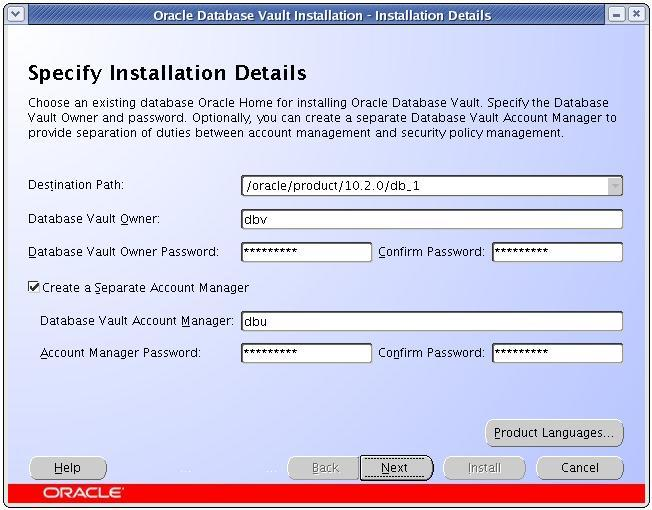 Oracle Database Vault Installation - Installation Details
Specify Installation Details
Choose an existing database Oracle Home for installing Oracle Database Vault. Specify the Database
Vault Owner and password. Optionally, you can create a separate Database Vault Account Manager to
provide separation of duties between account management and security policy management.
Destination Path: /oracle/product/10.2.0/db_1
Database Vault Owner: dbv
Database Vault Owner Password: ********* Confirm Password: *********
Create a Separate Account Manager
Database Vault Account Manager: dbu
Account Manager Password: ********* Confirm Password: *********
Product Languages...
Help Back Next Install Cancel
ORACLE